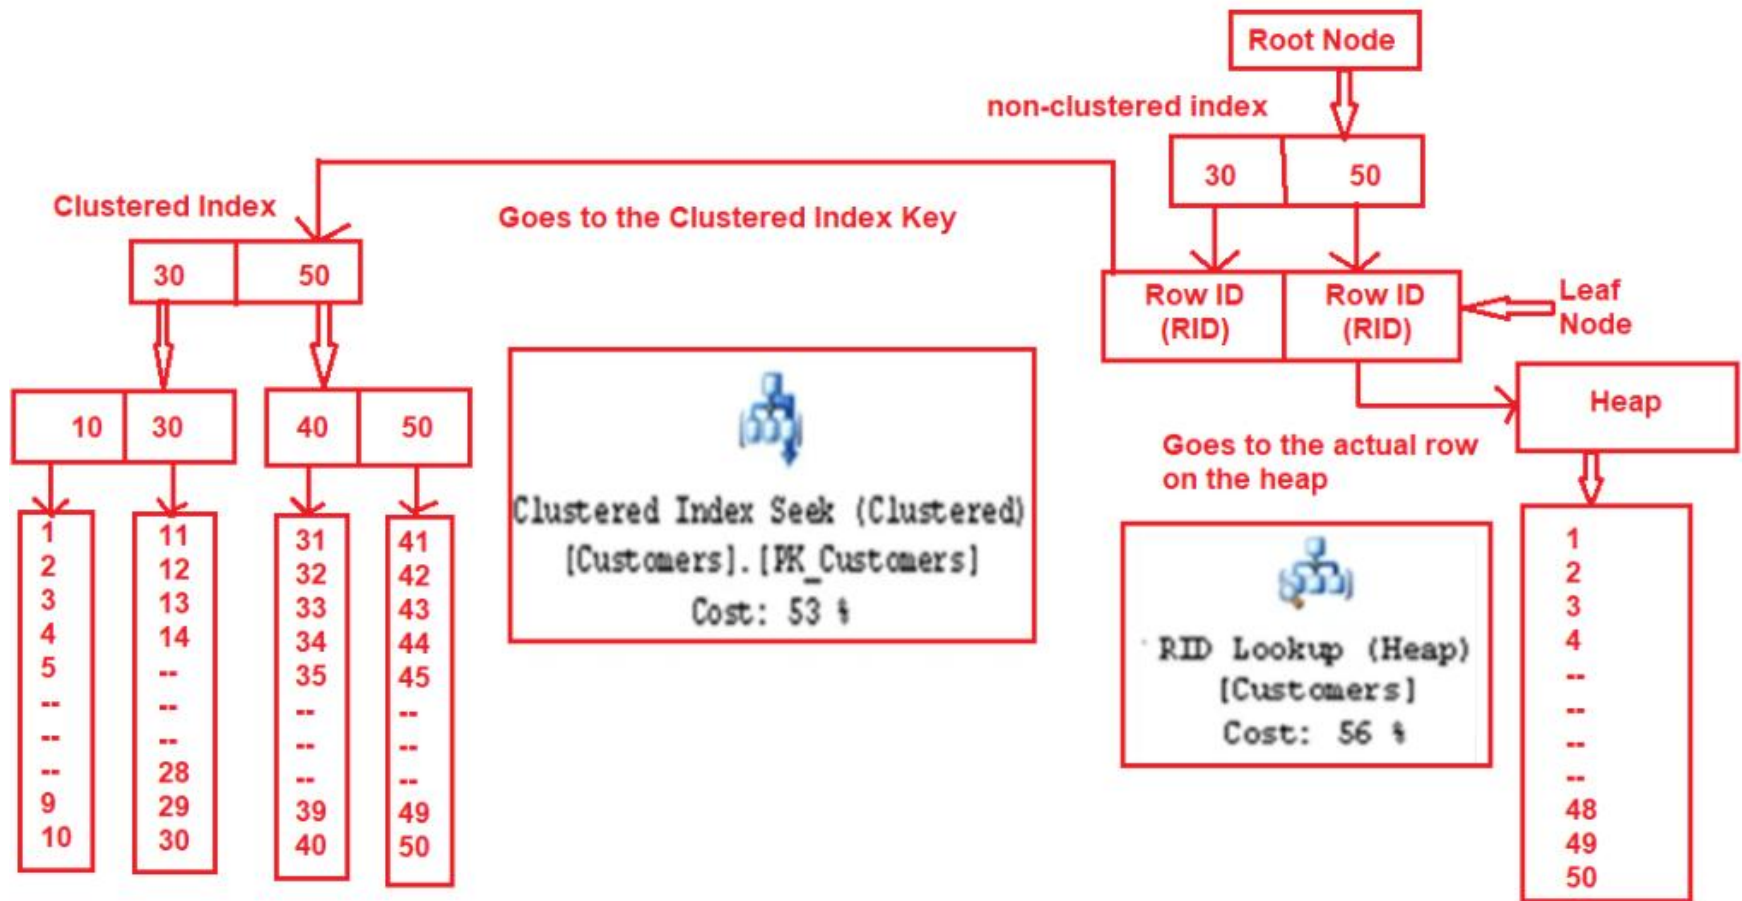 Root Node
non-clustered index
30 50
Clustered Index
Goes to the Clustered Index Key
30 50
Row ID
(RID)
Row ID
(RID)
Leaf
Node
10 30
40 50
Heap
Goes to the actual row
on the heap
Clustered Index Seek (Clustered)
[Customers].[PK_Customers]
Cost: 53 %
RID Lookup (Heap)
[Customers]
Cost: 56 %
1
2
3
4
5
--
--
--
9
10
11
12
13
14
--
--
--
28
29
30
31
32
33
34
35
--
--
--
39
40
41
42
43
44
45
--
--
--
49
50
1
2
3
4
--
--
--
--
48
49
50